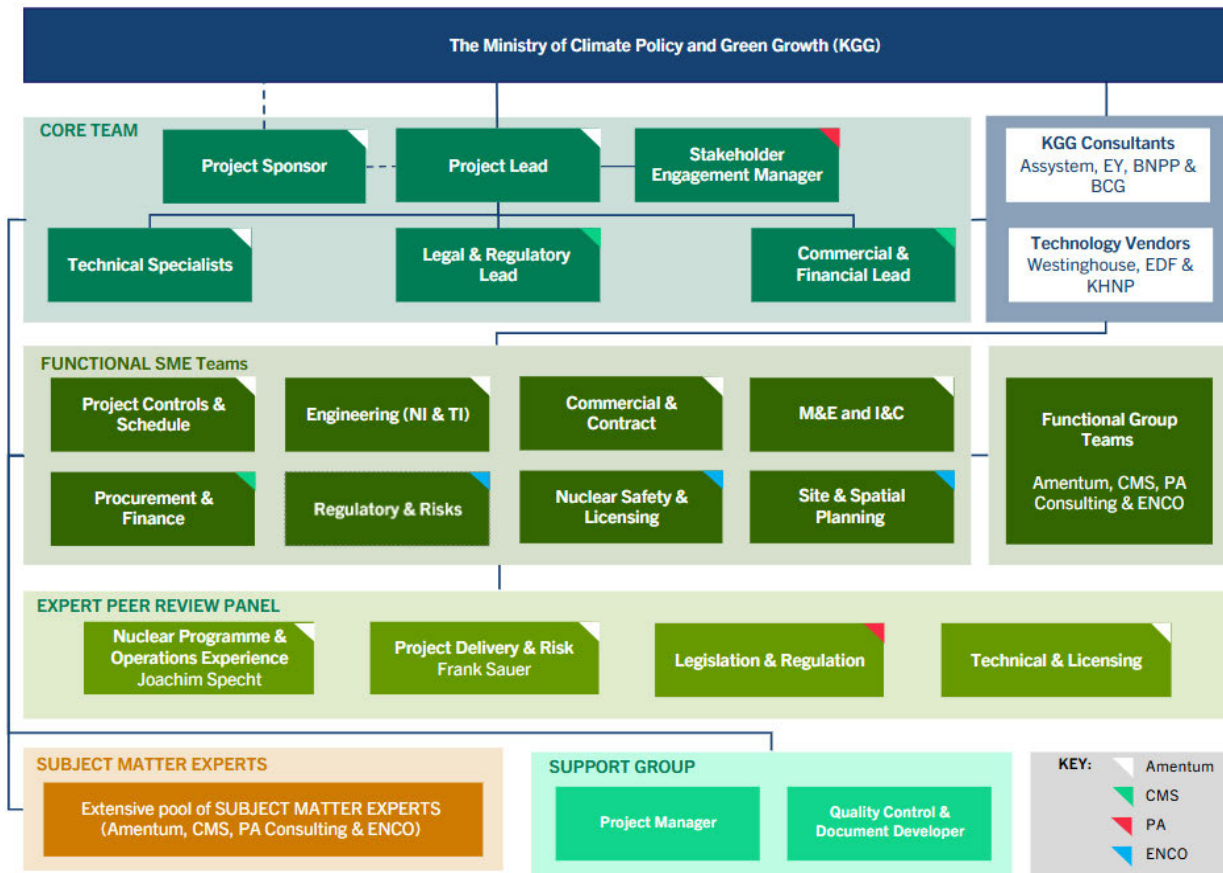 The Ministry of Climate Policy and Green Growth (KGG)
CORE TEAM
Project Sponsor
Project Lead
Stakeholder
Engagement Manager
KGG Consultants
Assystem, EY, BNPP &
BCG
Technical Specialists
Legal & Regulatory
Lead
Commercial &
Financial Lead
Technology Vendors
Westinghouse, EDF &
KHNP
FUNCTIONAL SME Teams
Project Controls &
Schedule
Engineering (NI & TI)
Commercial &
Contract
M&E and I&C
Procurement &
Finance
Regulatory & Risks
Nuclear Safety &
Licensing
Site & Spatial
Planning
Functional Group
Teams
Amentum, CMS, PA
Consulting & ENCO
EXPERT PEER REVIEW PANEL
Nuclear Programme &
Operations Experience
Joachim Specht
Project Delivery & Risk
Frank Sauer
Legislation & Regulation
Technical & Licensing
SUBJECT MATTER EXPERTS
Extensive pool of SUBJECT MATTER EXPERTS
(Amentum, CMS, PA Consulting & ENCO)
SUPPORT GROUP
Project Manager
Quality Control &
Document Developer
KEY:
Amentum
CMS
PA
ENCO